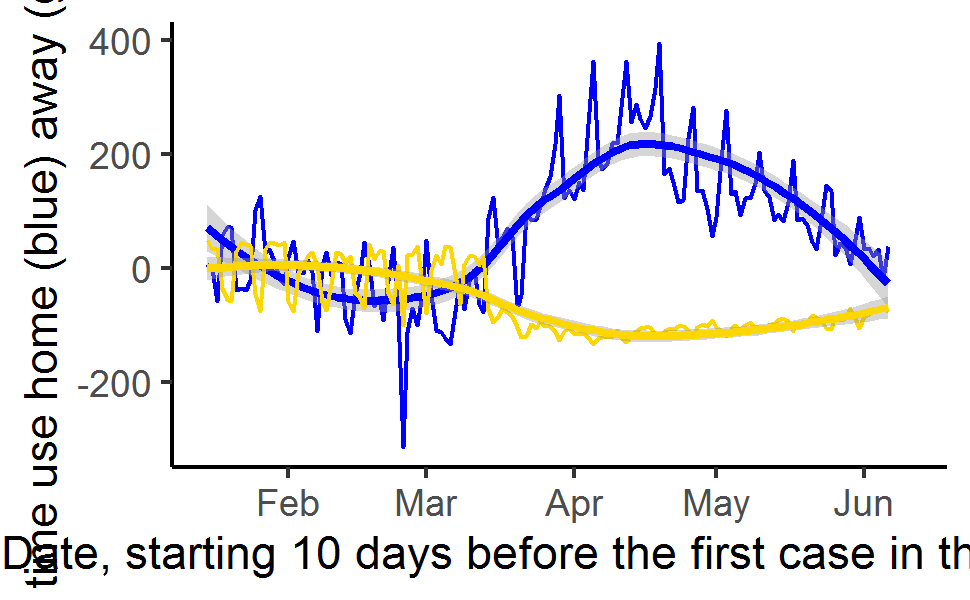 time use home (blue) away (
400
200
0
-200
Feb Mar Apr May Jun
Date, starting 10 days before the first case in th